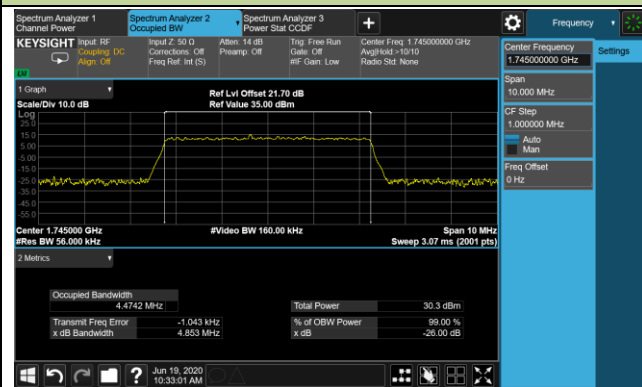 Spectrum Analyzer 1
Channel Power
Spectrum Analyzer 2
Occupied BW
Spectrum Analyzer 3
Power Stat CCDF
+
Frequency
KEYSIGHT
Input: RF
Coupling: DC
Align: Off
Input Z: 50 Ω
Corrections: Off
Freq Ref: Int (S)
Atten: 14 dB
Preamp: Off
Trig: Free Run
Gate: Off
#IF Gain: Low
Center Freq: 1.745000000 GHz
Avg|Hold:>10/10
Radio Std: None
Center Frequency
1.745000000 GHz
Settings
Span
10.000 MHz
CF Step
1.000000 MHz
Auto
Man
Freq Offset
0 Hz
1 Graph
Scale/Div 10.0 dB
Ref Lvl Offset 21.70 dB
Ref Value 35.00 dBm
Log
25.0
15.0
5.00
-5.00
-15.0
-25.0
-35.0
-45.0
-55.0
Center 1.745000 GHz
#Res BW 56.000 kHz
#Video BW 160.00 kHz
Span 10 MHz
Sweep 3.07 ms (2001 pts)
2 Metrics
Occupied Bandwidth
4.4742 MHz
Total Power 30.3 dBm
Transmit Freq Error -1.043 kHz
% of OBW Power 99.00 %
x dB Bandwidth 4.853 MHz
x dB -26.00 dB
?
Jun 19, 2020
10:33:01 AM